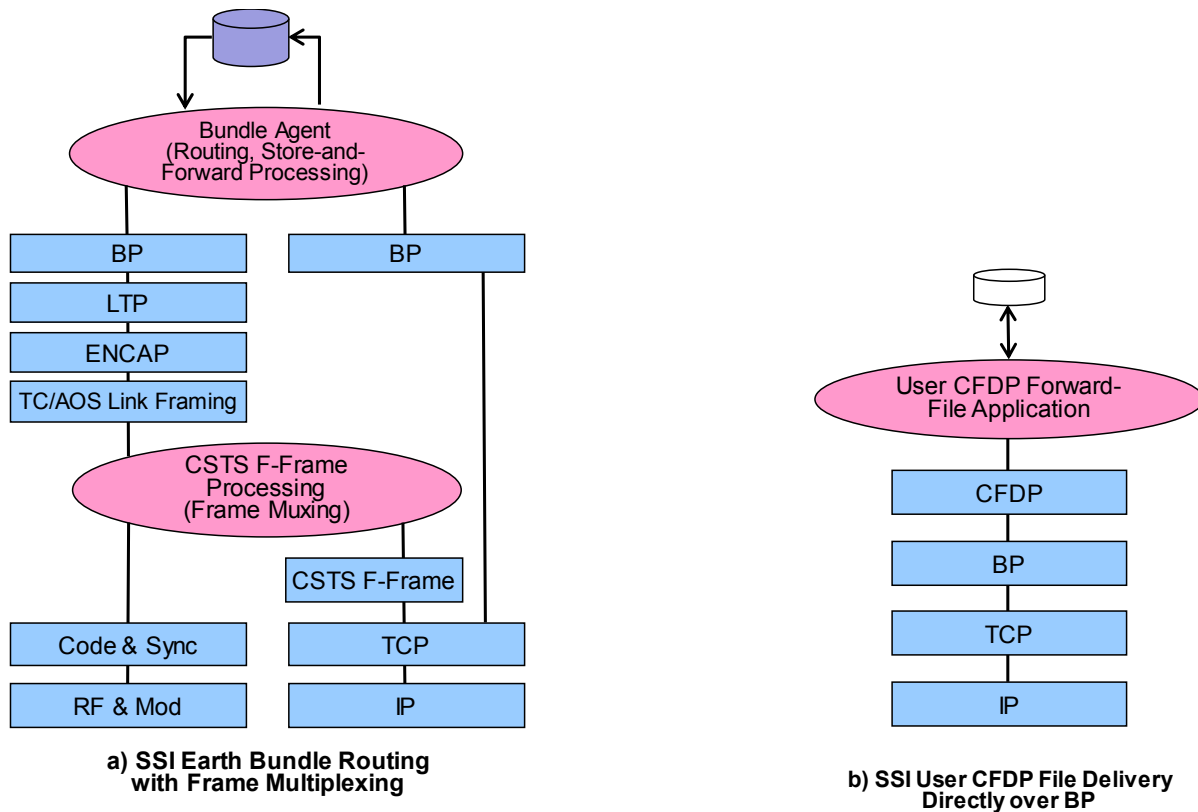 Bundle Agent
(Routing, Store-and-
Forward Processing)
BP
BP
LTP
ENCAP
TC/AOS Link Framing
CSTS F-Frame
Processing
(Frame Muxing)
CSTS F-Frame
Code & Sync
TCP
RF & Mod
IP
a) SSI Earth Bundle Routing
with Frame Multiplexing
User CFDP Forward-
File Application
CFDP
BP
TCP
IP
b) SSI User CFDP File Delivery
Directly over BP